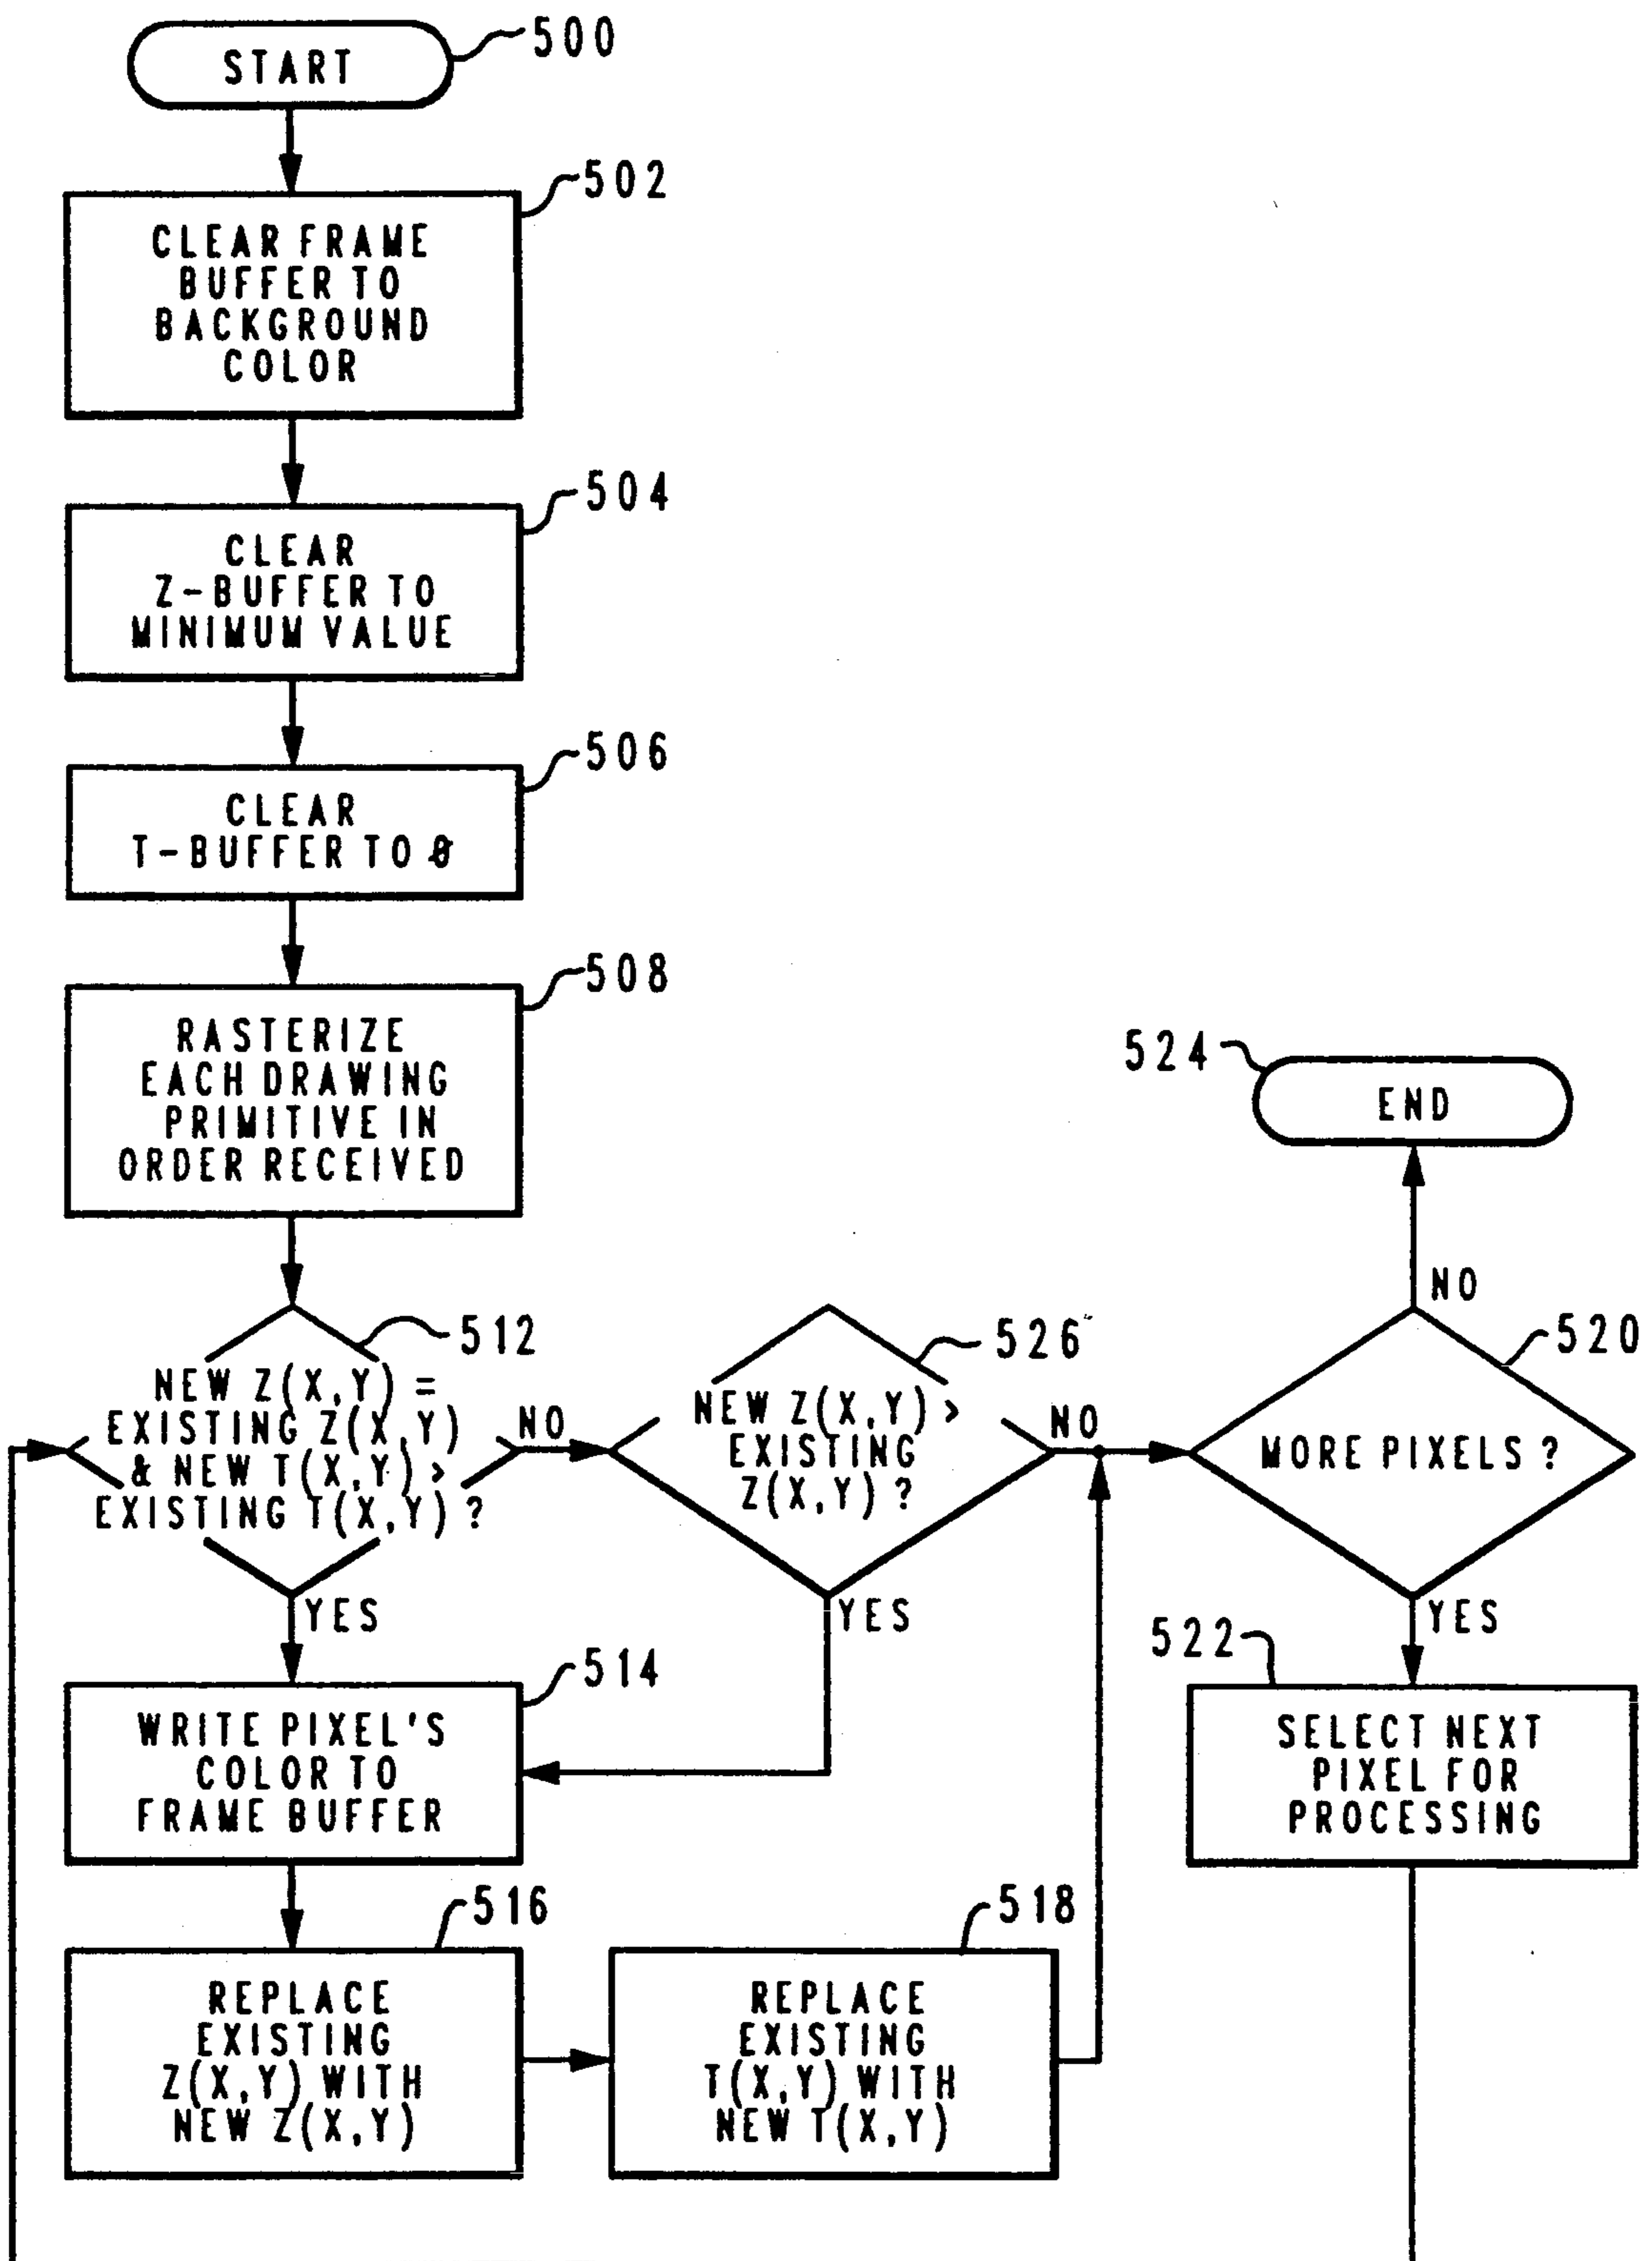 START
500
CLEAR FRAME
BUFFER TO
BACKGROUND
COLOR
502
CLEAR
Z-BUFFER TO
MINIMUM VALUE
504
CLEAR
T-BUFFER TO 0
506
RASTERIZE
EACH DRAWING
PRIMITIVE IN
ORDER RECEIVED
508
NEW Z(X,Y) =
EXISTING Z(X,Y)
& NEW T(X,Y) >
EXISTING T(X,Y) ?
512
NO
YES
NEW Z(X,Y) >
EXISTING
Z(X,Y) ?
526
NO
YES
MORE PIXELS ?
520
NO
YES
END
524
WRITE PIXEL'S
COLOR TO
FRAME BUFFER
514
SELECT NEXT
PIXEL FOR
PROCESSING
522
REPLACE
EXISTING
Z(X,Y) WITH
NEW Z(X,Y)
516
REPLACE
EXISTING
T(X,Y) WITH
NEW T(X,Y)
518